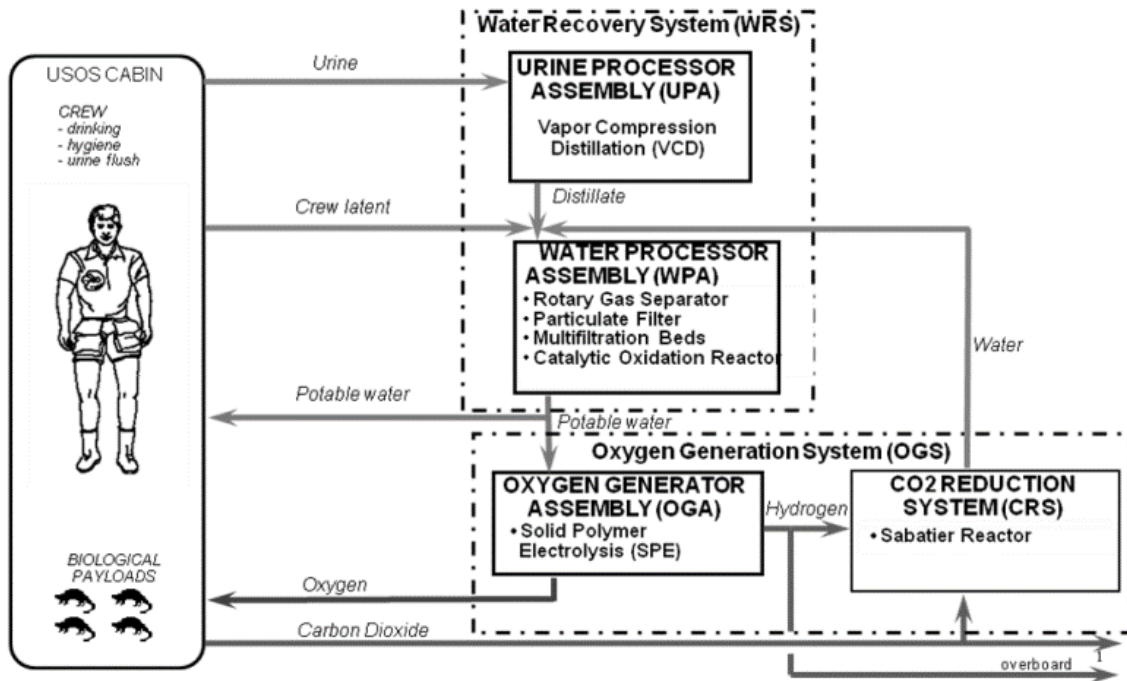 Water Recovery System (WRS)
USOS CABIN
CREW
- drinking
- hygiene
- urine flush
Urine
URINE PROCESSOR
ASSEMBLY (UPA)
Vapor Compression
Distillation (VCD)
Distillate
Crew latent
WATER PROCESSOR
ASSEMBLY (WPA)
• Rotary Gas Separator
• Particulate Filter
• Multifiltration Beds
• Catalytic Oxidation Reactor
Water
Potable water
Potable water
Oxygen Generation System (OGS)
OXYGEN GENERATOR
ASSEMBLY (OGA)
• Solid Polymer
Electrolysis (SPE)
Hydrogen
CO2 REDUCTION
SYSTEM (CRS)
• Sabatier Reactor
BIOLOGICAL
PAYLOADS
Oxygen
Carbon Dioxide
1
overboard